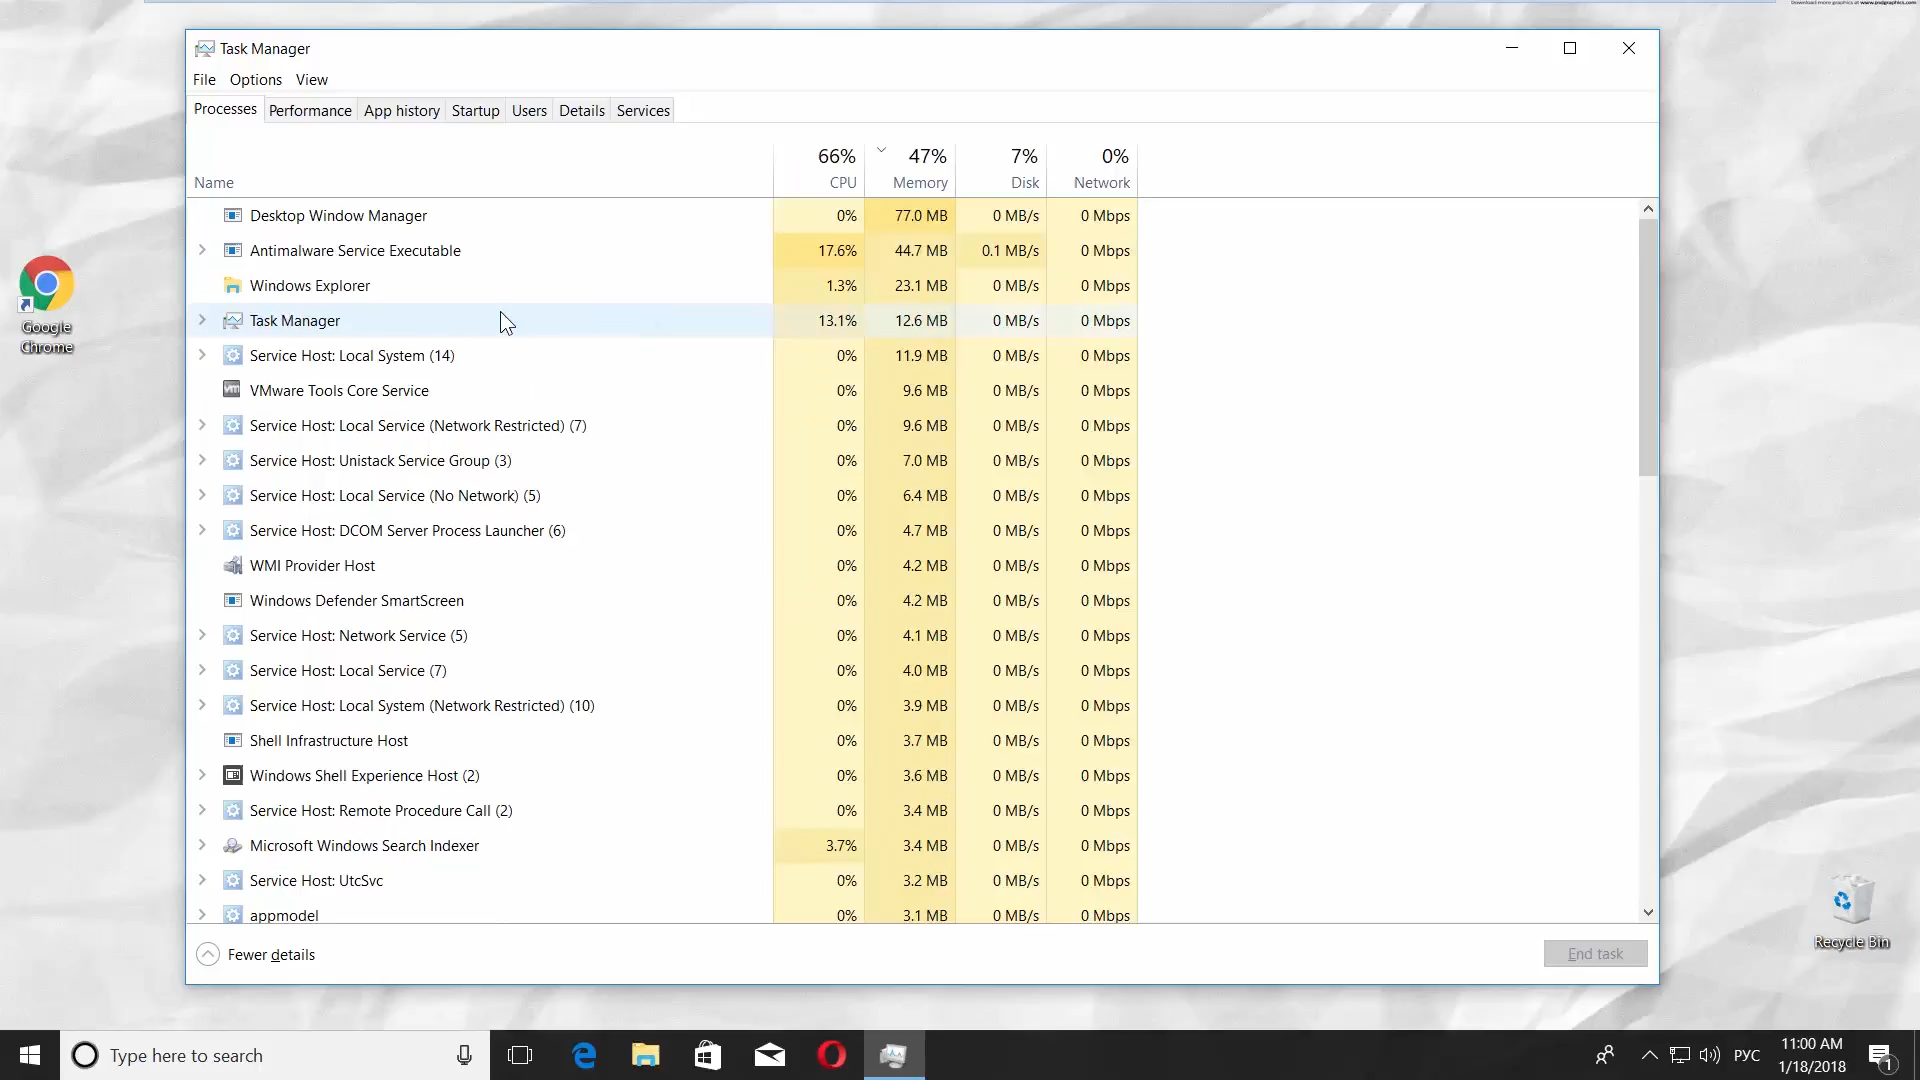 Download more graphics at www.psdgraphics.com
Task Manager
File Options View
Processes Performance App history Startup Users Details Services
66% 47% 7% 0%
Name CPU Memory Disk Network
Desktop Window Manager 0% 77.0 MB 0 MB/s 0 Mbps
Antimalware Service Executable 17.6% 44.7 MB 0.1 MB/s 0 Mbps
Windows Explorer 1.3% 23.1 MB 0 MB/s 0 Mbps
Task Manager 13.1% 12.6 MB 0 MB/s 0 Mbps
Service Host: Local System (14) 0% 11.9 MB 0 MB/s 0 Mbps
VMware Tools Core Service 0% 9.6 MB 0 MB/s 0 Mbps
Service Host: Local Service (Network Restricted) (7) 0% 9.6 MB 0 MB/s 0 Mbps
Service Host: Unistack Service Group (3) 0% 7.0 MB 0 MB/s 0 Mbps
Service Host: Local Service (No Network) (5) 0% 6.4 MB 0 MB/s 0 Mbps
Service Host: DCOM Server Process Launcher (6) 0% 4.7 MB 0 MB/s 0 Mbps
WMI Provider Host 0% 4.2 MB 0 MB/s 0 Mbps
Windows Defender SmartScreen 0% 4.2 MB 0 MB/s 0 Mbps
Service Host: Network Service (5) 0% 4.1 MB 0 MB/s 0 Mbps
Service Host: Local Service (7) 0% 4.0 MB 0 MB/s 0 Mbps
Service Host: Local System (Network Restricted) (10) 0% 3.9 MB 0 MB/s 0 Mbps
Shell Infrastructure Host 0% 3.7 MB 0 MB/s 0 Mbps
Windows Shell Experience Host (2) 0% 3.6 MB 0 MB/s 0 Mbps
Service Host: Remote Procedure Call (2) 0% 3.4 MB 0 MB/s 0 Mbps
Microsoft Windows Search Indexer 3.7% 3.4 MB 0 MB/s 0 Mbps
Service Host: UtcSvc 0% 3.2 MB 0 MB/s 0 Mbps
appmodel 0% 3.1 MB 0 MB/s 0 Mbps
Fewer details End task
Google
Chrome
Recycle Bin
Type here to search
РУС
11:00 AM
1/18/2018
1